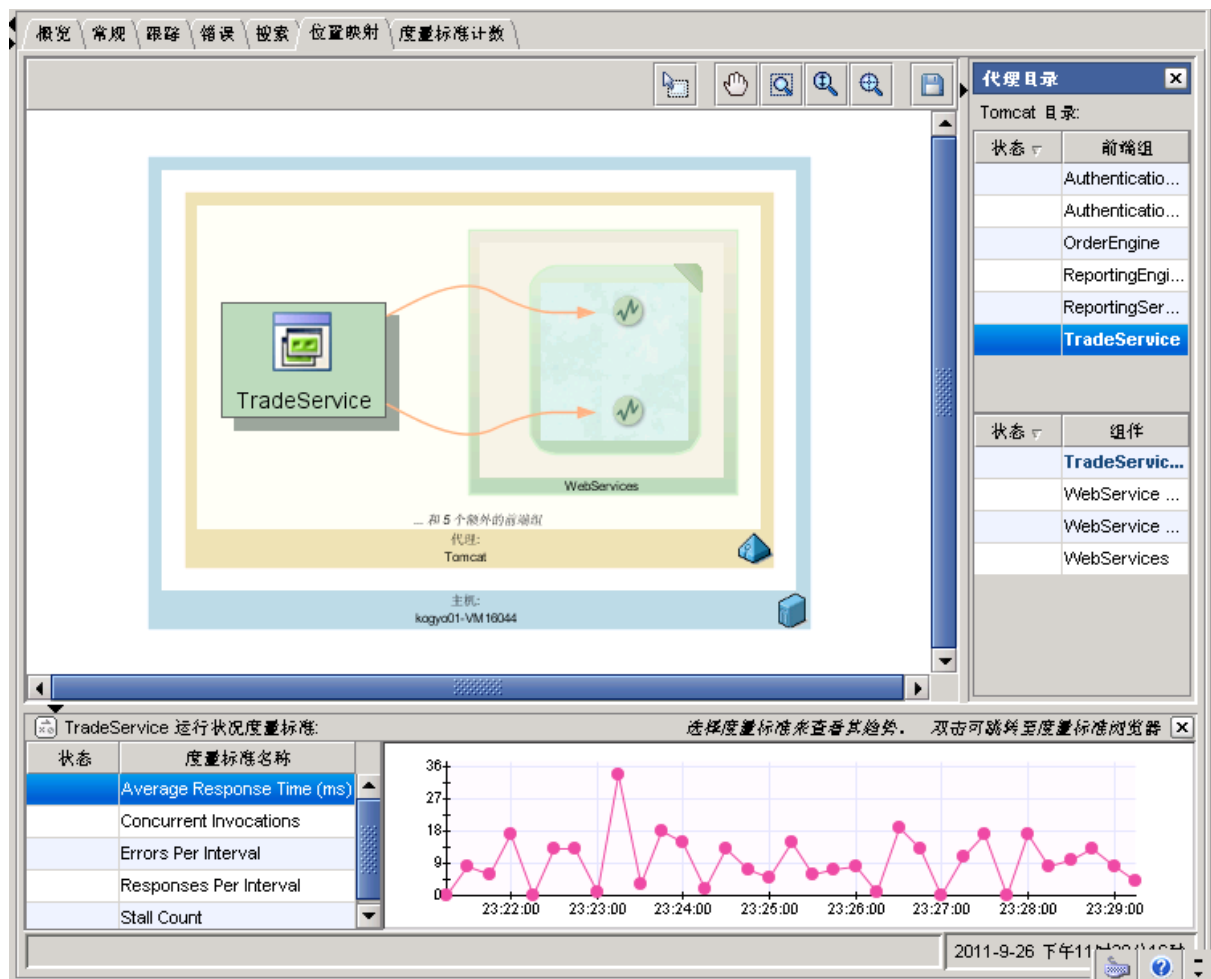 概览 常规 跟踪 错误 搜索 位置映射 度量标准计数
代理目录
Tomcat 目录:
状态 前端组
Authenticatio...
Authenticatio...
OrderEngine
ReportingEngi...
ReportingSer...
TradeService
状态 组件
TradeServic...
WebService ...
WebService ...
WebServices
TradeService
WebServices
... 和 5 个额外的前端组
代理:
Tomcat
主机:
kogyo01-VM16044
TradeService 运行状况度量标准:
选择度量标准来查看其趋势. 双击可跳转至度量标准浏览器
状态 度量标准名称
Average Response Time (ms)
Concurrent Invocations
Errors Per Interval
Responses Per Interval
Stall Count
36
27
18
9
0
23:22:00 23:23:00 23:24:00 23:25:00 23:26:00 23:27:00 23:28:00 23:29:00
2011-9-26 下午11